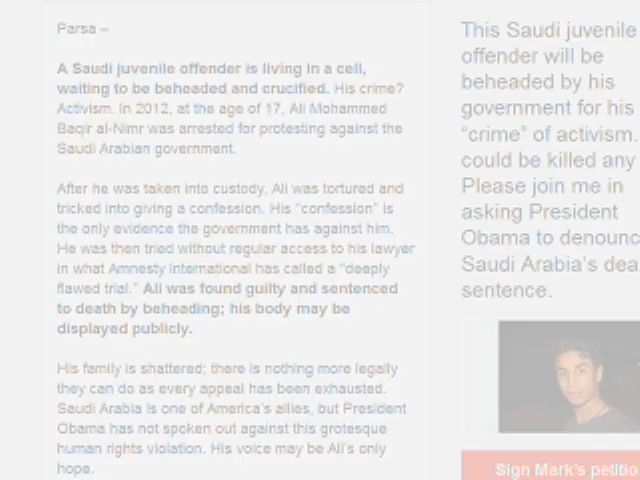 Parsa –
A Saudi juvenile offender is living in a cell,
waiting to be beheaded and crucified. His crime?
Activism. In 2012, at the age of 17, Ali Mohammed
Baqir al-Nimr was arrested for protesting against the
Saudi Arabian government.
After he was taken into custody, Ali was tortured and
tricked into giving a confession. His "confession" is
the only evidence the government has against him.
He was then tried without regular access to his lawyer
in what Amnesty International has called a "deeply
flawed trial." Ali was found guilty and sentenced
to death by beheading; his body may be
displayed publicly.
His family is shattered; there is nothing more legally
they can do as every appeal has been exhausted.
Saudi Arabia is one of America's allies, but President
Obama has not spoken out against this grotesque
human rights violation. His voice may be Ali's only
hope.
This Saudi juvenile
offender will be
beheaded by his
government for his
"crime" of activism.
could be killed any
Please join me in
asking President
Obama to denounc
Saudi Arabia's dea
sentence.
Sign Mark's petitio